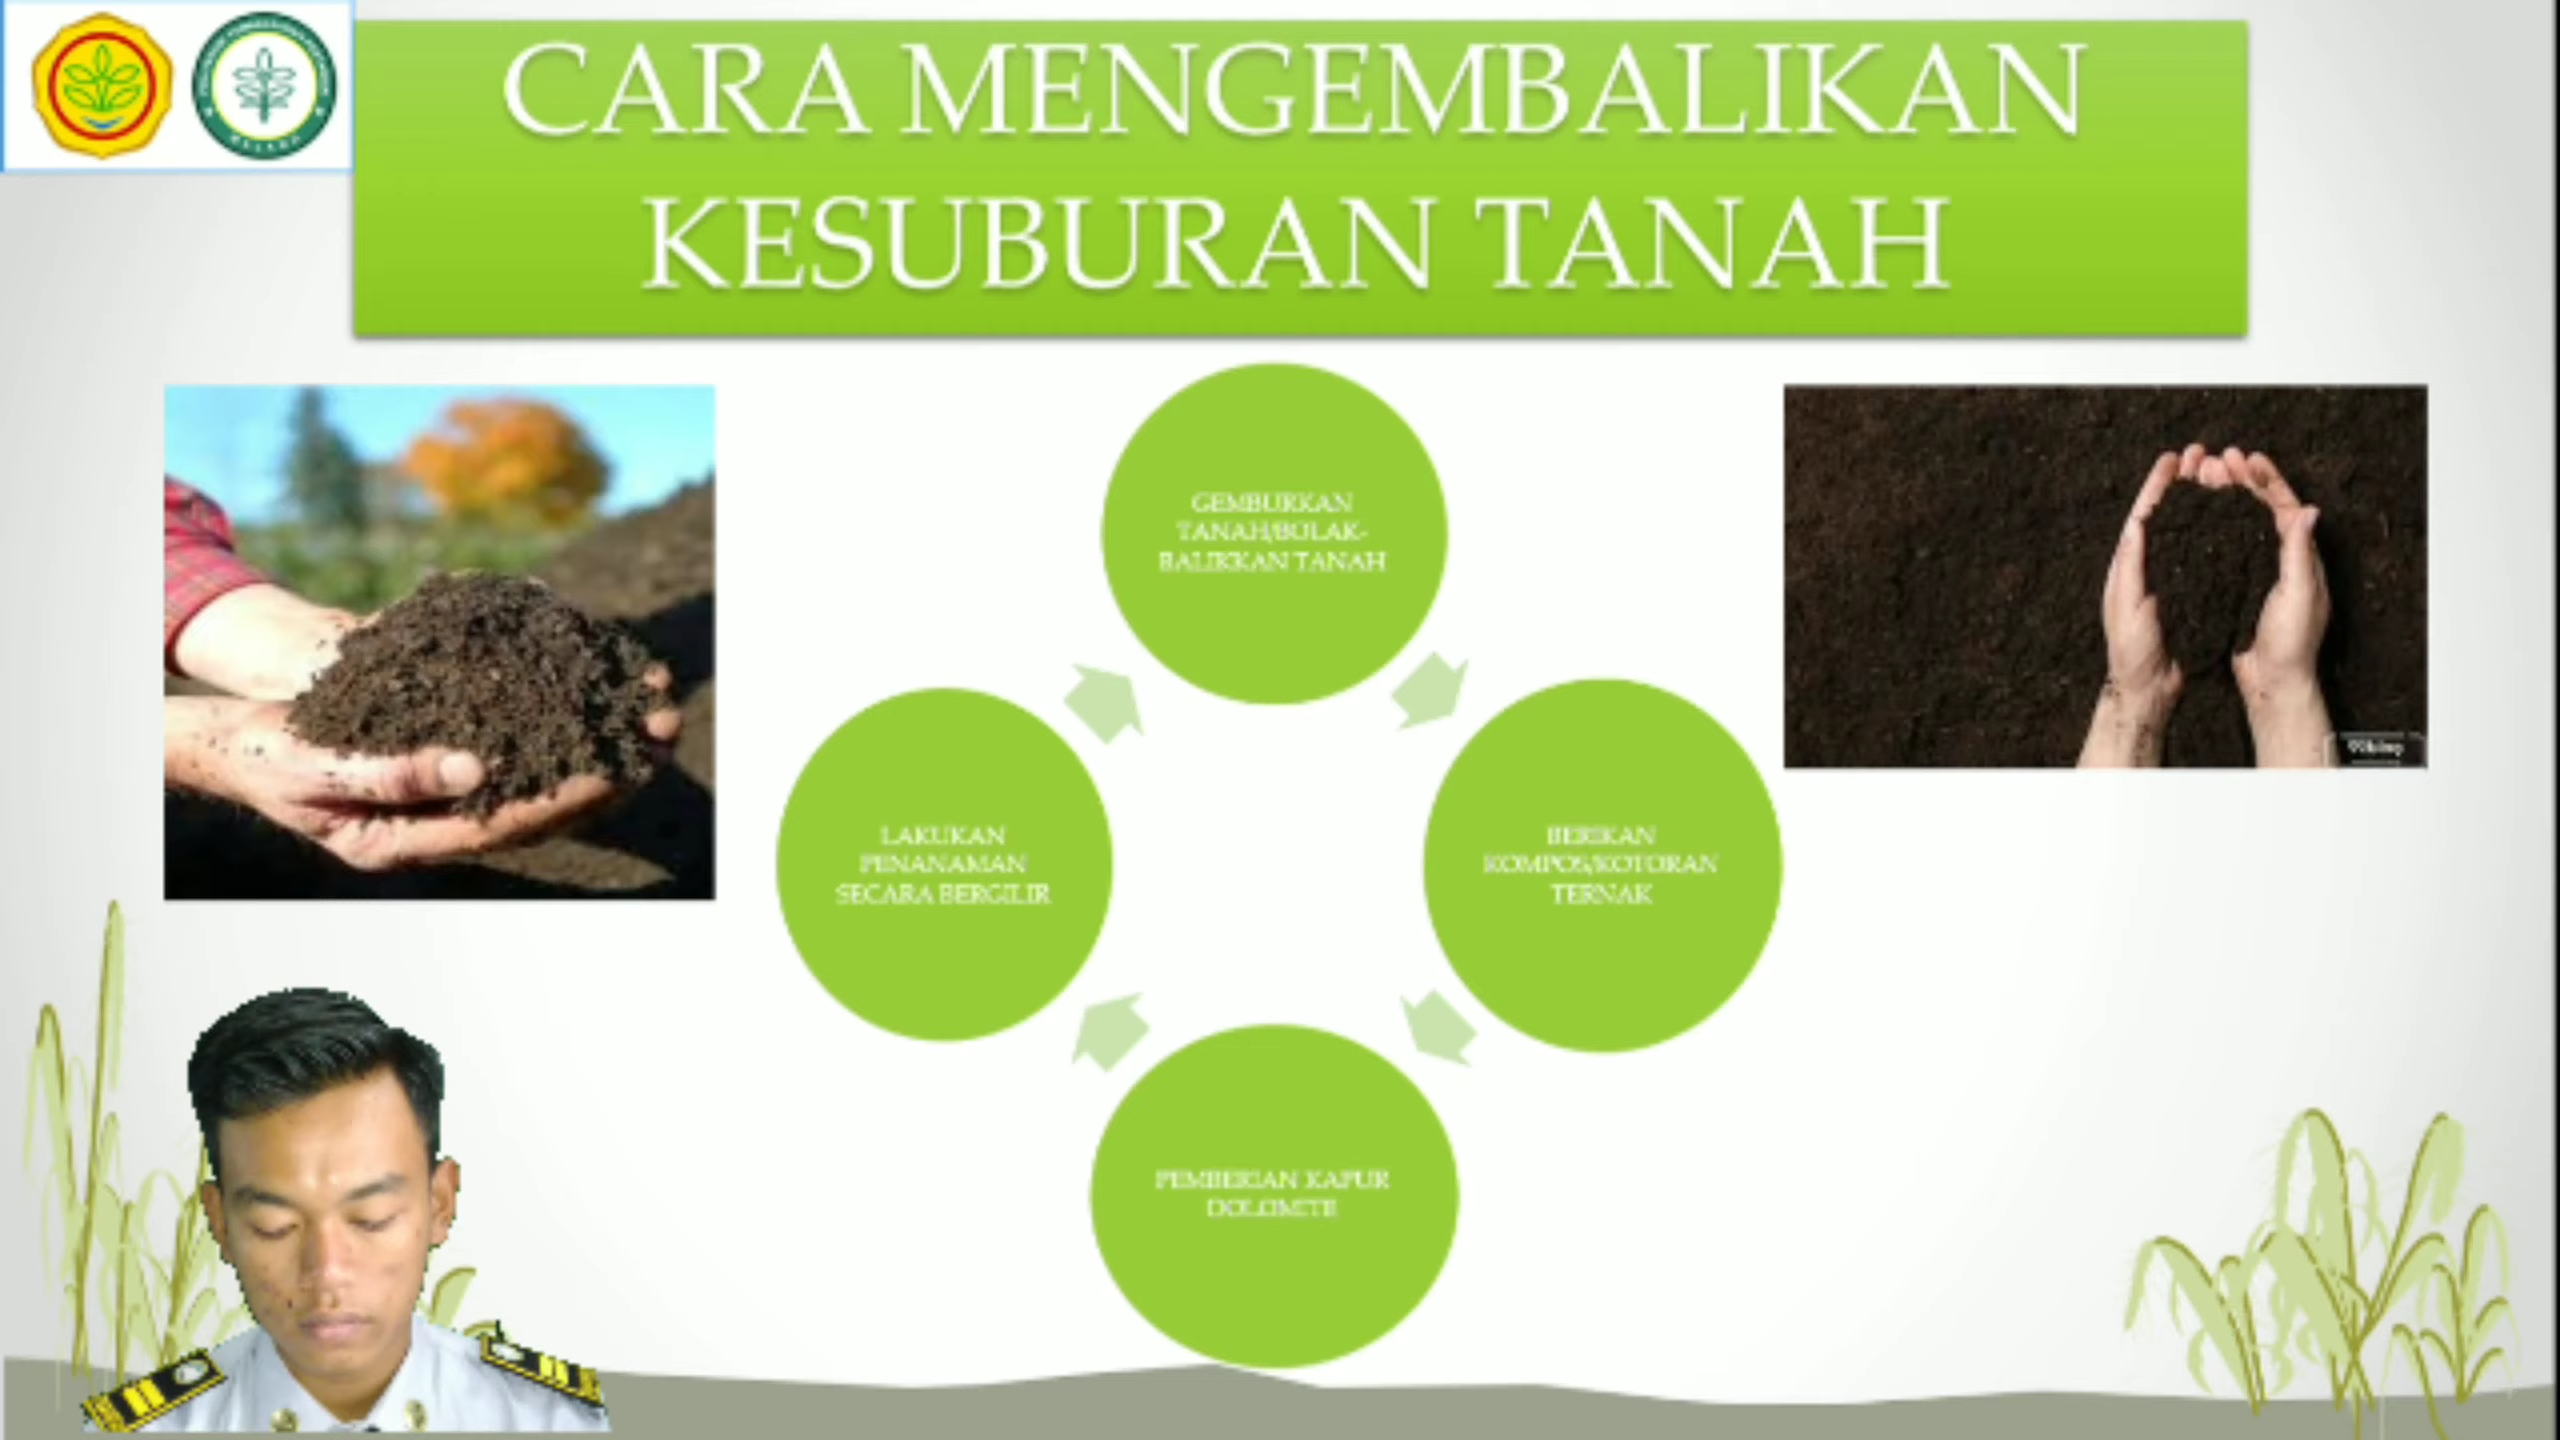 CARA MENGEMBALIKAN
KESUBURAN TANAH
GEMBURKAN
TANAH/BOLAK-
BALIKKAN TANAH
LAKUKAN
PENANAMAN
SECARA BERGILIR
BERIKAN
KOMPOS/KOTORAN
TERNAK
PEMBERIAN KAPUR
DOLOMITE